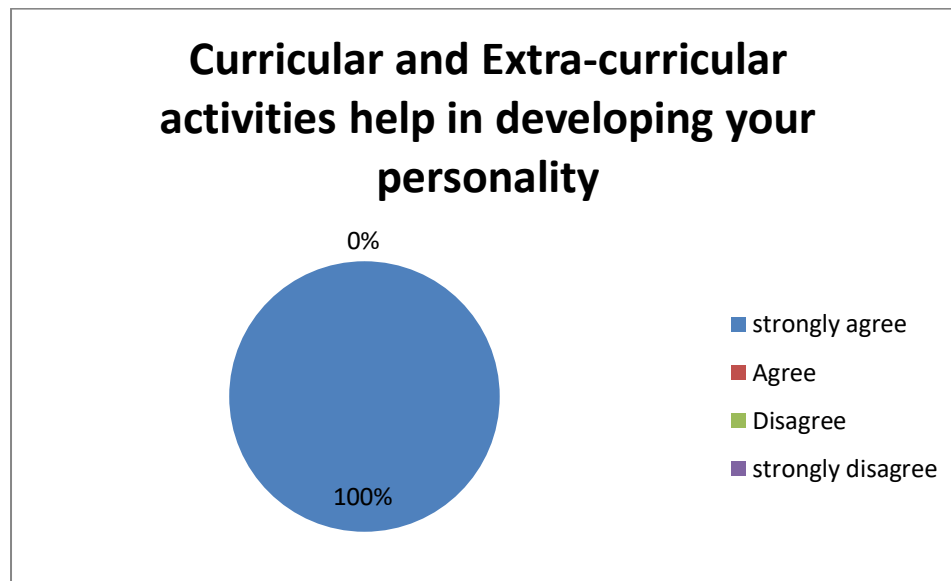 Curricular and Extra-curricular
activities help in developing your
personality
0%
100%
strongly agree
Agree
Disagree
strongly disagree